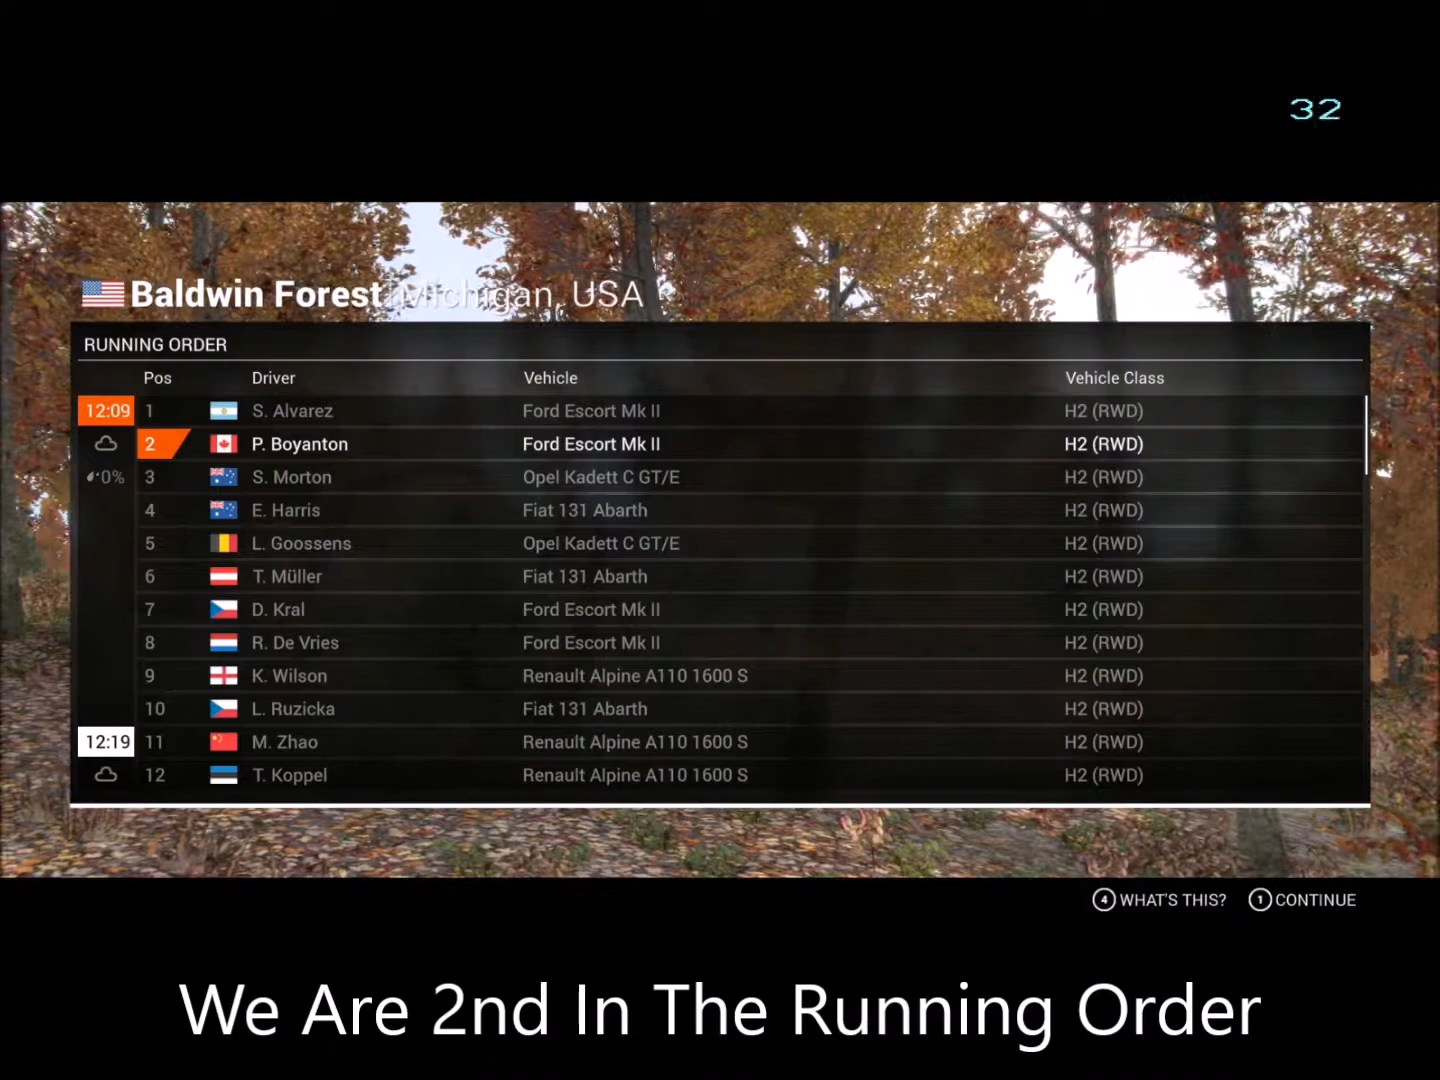 32
Baldwin Forest Michigan, USA
RUNNING ORDER
Pos Driver Vehicle Vehicle Class
12:09 1 S. Alvarez Ford Escort Mk II H2 (RWD)
2 P. Boyanton Ford Escort Mk II H2 (RWD)
0% 3 S. Morton Opel Kadett C GT/E H2 (RWD)
4 E. Harris Fiat 131 Abarth H2 (RWD)
5 L. Goossens Opel Kadett C GT/E H2 (RWD)
6 T. Müller Fiat 131 Abarth H2 (RWD)
7 D. Kral Ford Escort Mk II H2 (RWD)
8 R. De Vries Ford Escort Mk II H2 (RWD)
9 K. Wilson Renault Alpine A110 1600 S H2 (RWD)
10 L. Ruzicka Fiat 131 Abarth H2 (RWD)
12:19 11 M. Zhao Renault Alpine A110 1600 S H2 (RWD)
12 T. Koppel Renault Alpine A110 1600 S H2 (RWD)
4 WHAT'S THIS? 1 CONTINUE
We Are 2nd In The Running Order